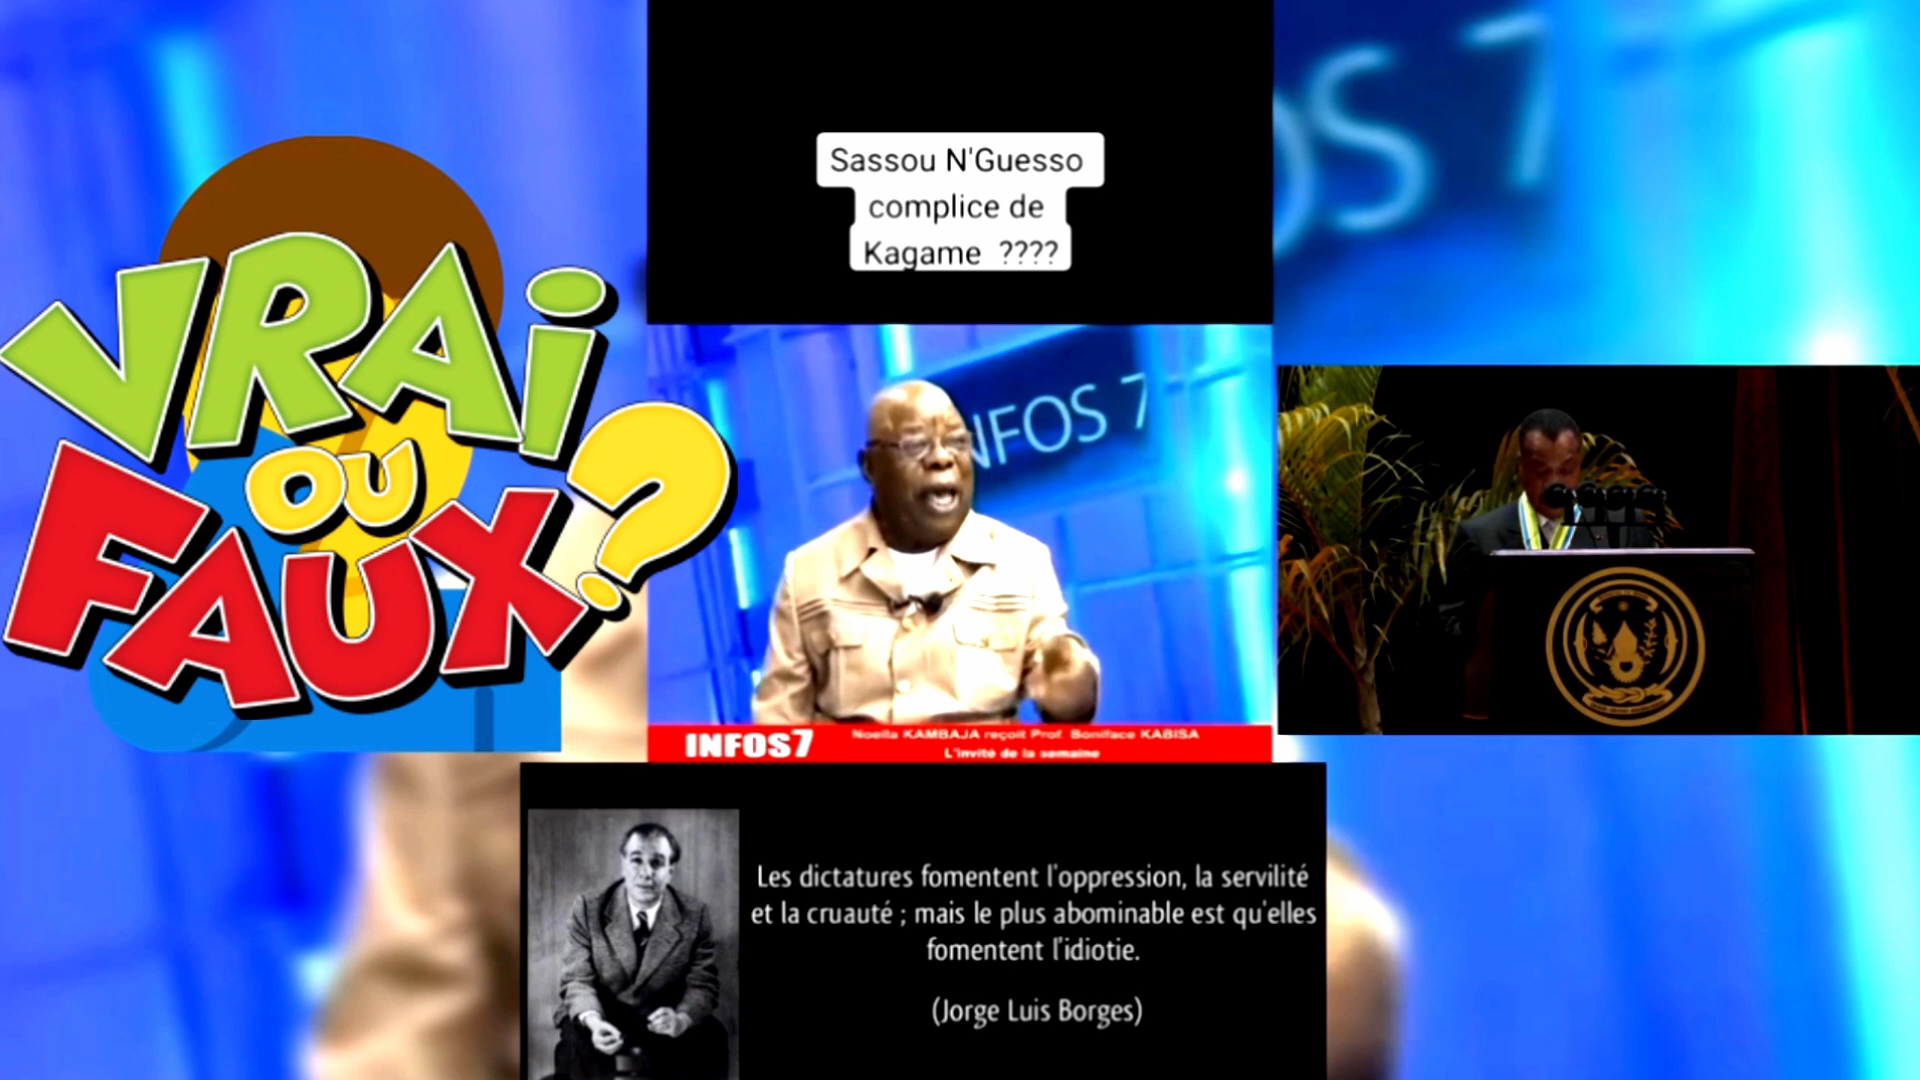 VRAi
OU
FAUX?
Sassou N'Guesso
complice de
Kagame ????
OS 7
INFOS 7
INFOS7
Noella KAMBAJA reçoit Prof. Boniface KABISA
L'invité de la semaine
Les dictatures fomentent l'oppression, la servilité
et la cruauté ; mais le plus abominable est qu'elles
fomentent l'idiotie.
(Jorge Luis Borges)